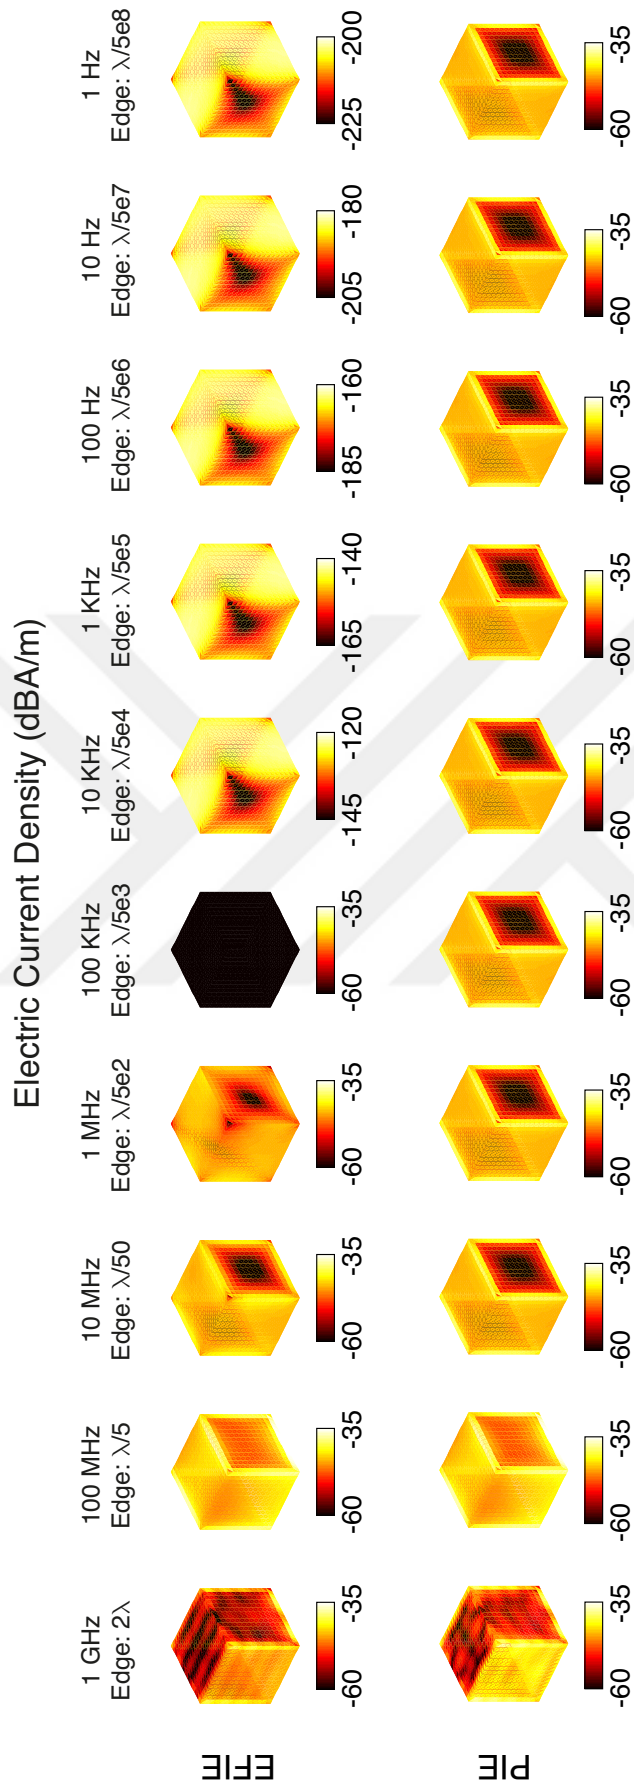 Electric Current Density (dBA/m)
1 GHz
Edge: 2λ
100 MHz
Edge: λ/5
10 MHz
Edge: λ/50
1 MHz
Edge: λ/5e2
100 KHz
Edge: λ/5e3
10 KHz
Edge: λ/5e4
1 KHz
Edge: λ/5e5
100 Hz
Edge: λ/5e6
10 Hz
Edge: λ/5e7
1 Hz
Edge: λ/5e8
EFIE
-60 -35
-60 -35
-60 -35
-60 -35
-60 -35
-145 -120
-165 -140
-185 -160
-205 -180
-225 -200
PIE
-60 -35
-60 -35
-60 -35
-60 -35
-60 -35
-60 -35
-60 -35
-60 -35
-60 -35
-60 -35